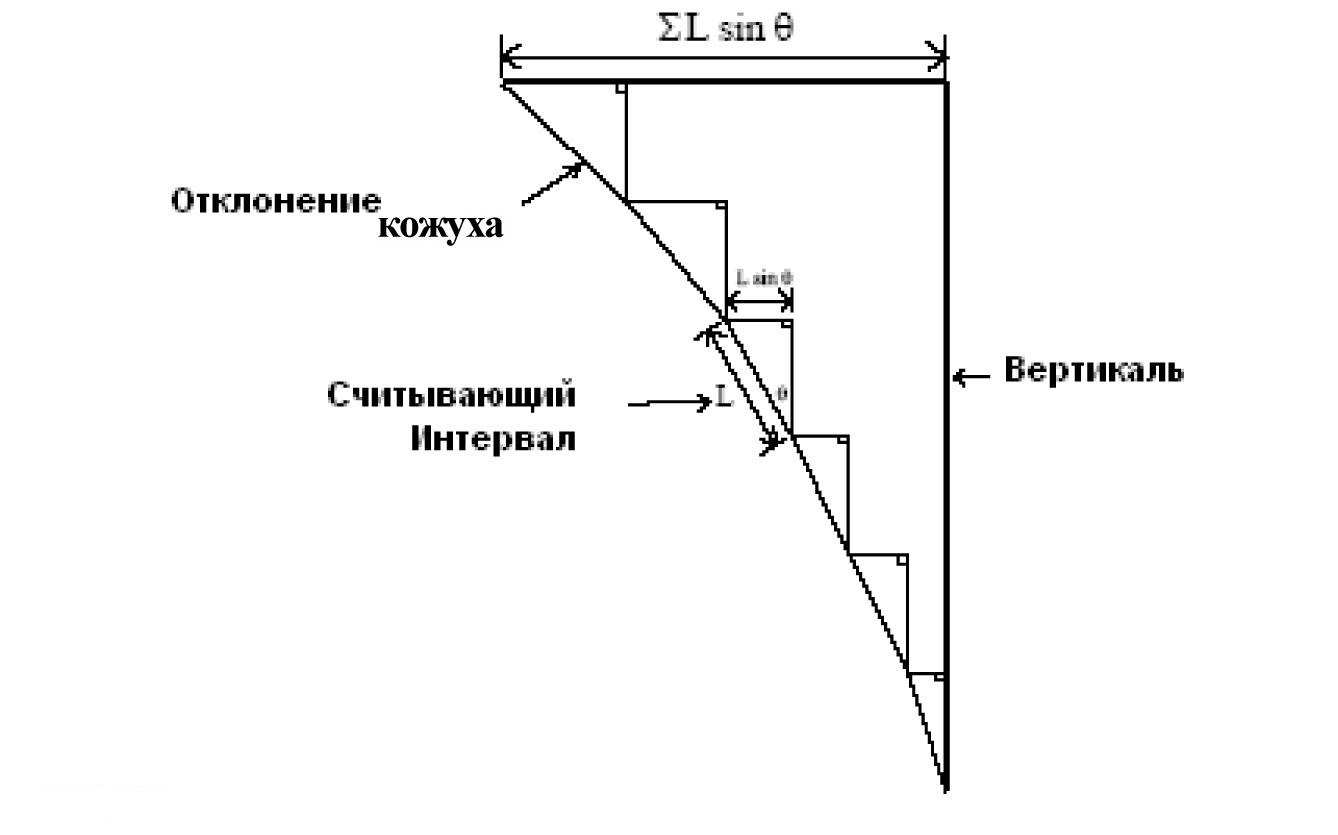 ΣL sin θ
Отклонение
кожуха
L sin θ
Вертикаль
Считывающий
Интервал
L
θ